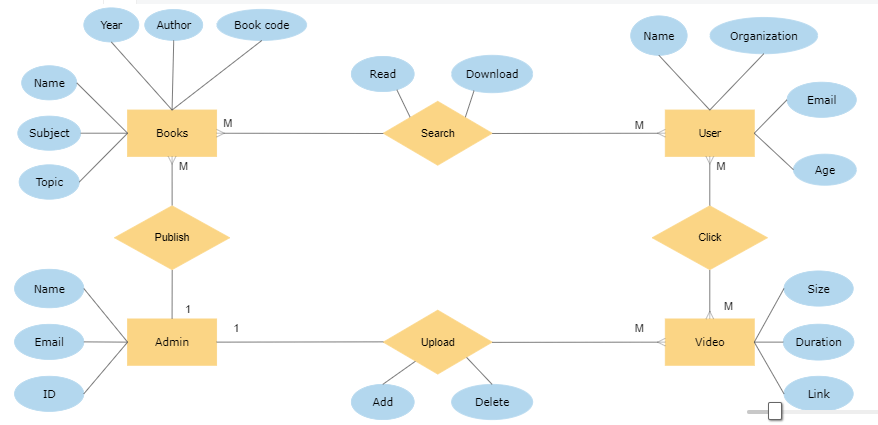 Year
Author
Book code
Name
Organization
Name
Read
Download
Email
Subject
Books
M
Search
M
User
Topic
M
M
Age
Publish
Click
Name
1
M
Size
Email
Admin
1
Upload
M
Video
Duration
ID
Add
Delete
Link